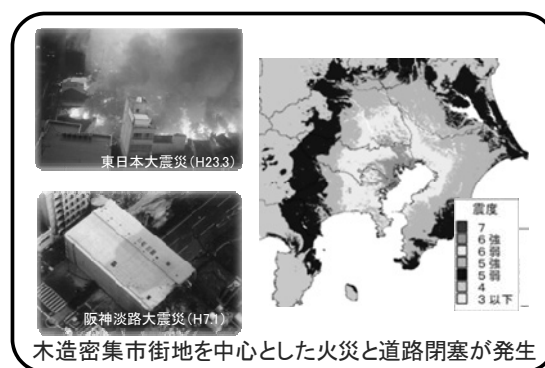 東日本大震災(H23.3)
阪神淡路大震災(H7.1)
震度
7
6 強
6 弱
5 強
5 弱
4
3 以下
木造密集市街地を中心とした火災と道路閉塞が発生